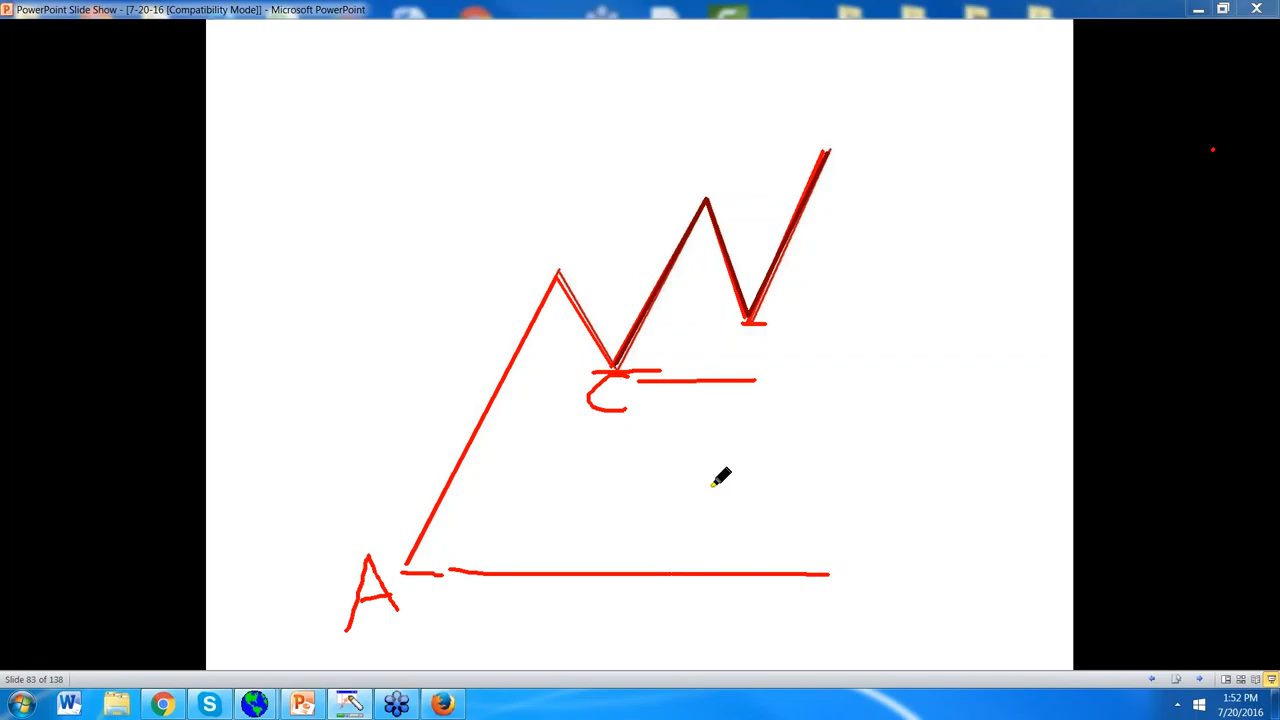 PowerPoint Slide Show - [7-20-16 [Compatibility Mode]] - Microsoft PowerPoint
C
A
Slide 83 of 138
1:52 PM
7/20/2016